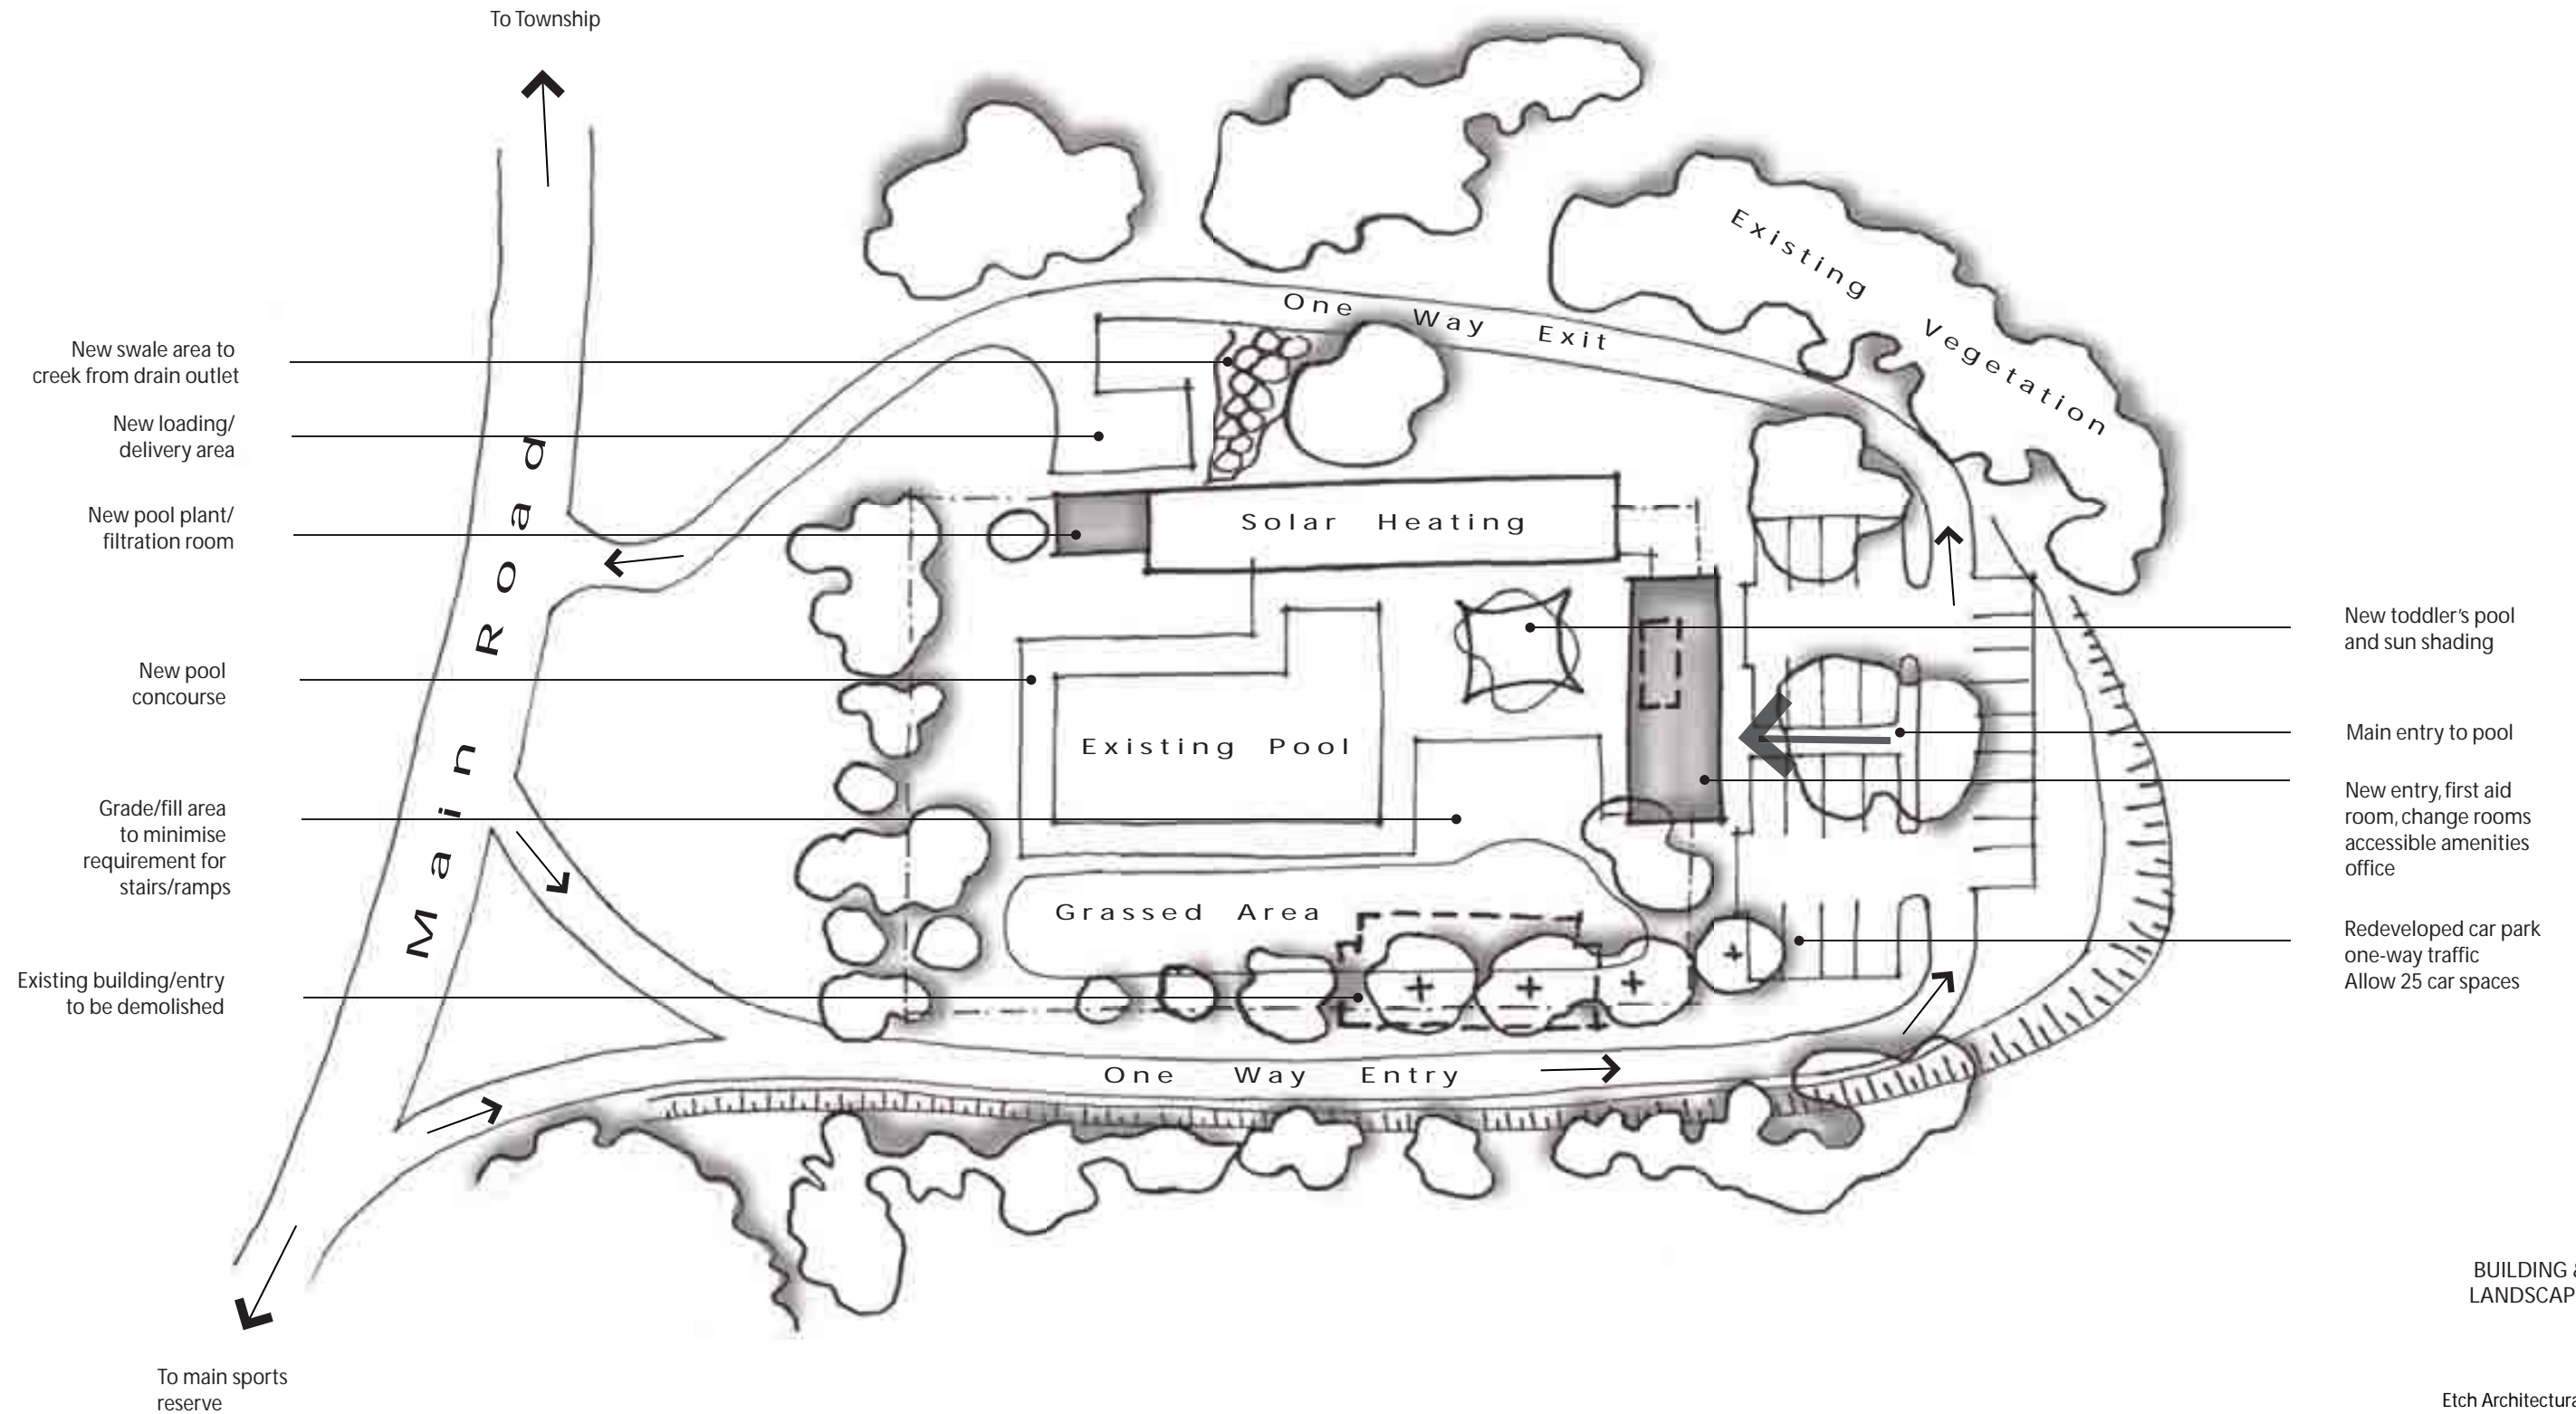 To Township
New swale area to
creek from drain outlet
New loading/
delivery area
New pool plant/
filtration room
New pool
concourse
Grade/fill area
to minimise
requirement for
stairs/ramps
Existing building/entry
to be demolished
To main sports
reserve
Main Road
One Way Exit
Existing Vegetation
Solar Heating
Existing Pool
Grassed Area
One Way Entry
New toddler's pool
and sun shading
Main entry to pool
New entry, first aid
room, change rooms
accessible amenities
office
Redeveloped car park
one-way traffic
Allow 25 car spaces
BUILDING &
LANDSCAP
Etch Architectura